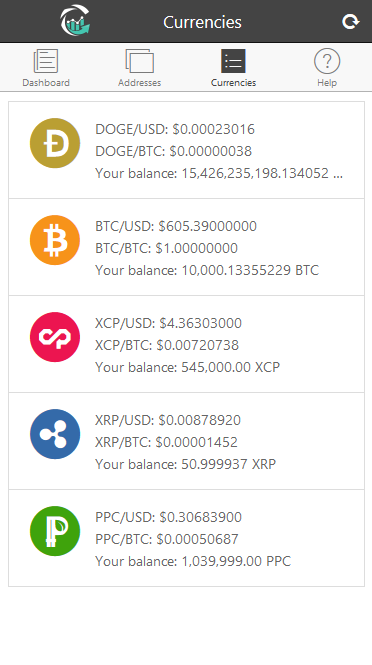 Currencies
Dashboard
Addresses
Currencies
Help
DOGE/USD: $0.00023016
DOGE/BTC: $0.00000038
Your balance: 15,426,235,198.134052 ...
BTC/USD: $605.39000000
BTC/BTC: $1.00000000
Your balance: 10,000.13355229 BTC
XCP/USD: $4.36303000
XCP/BTC: $0.00720738
Your balance: 545,000.00 XCP
XRP/USD: $0.00878920
XRP/BTC: $0.00001452
Your balance: 50.999937 XRP
PPC/USD: $0.30683900
PPC/BTC: $0.00050687
Your balance: 1,039,999.00 PPC